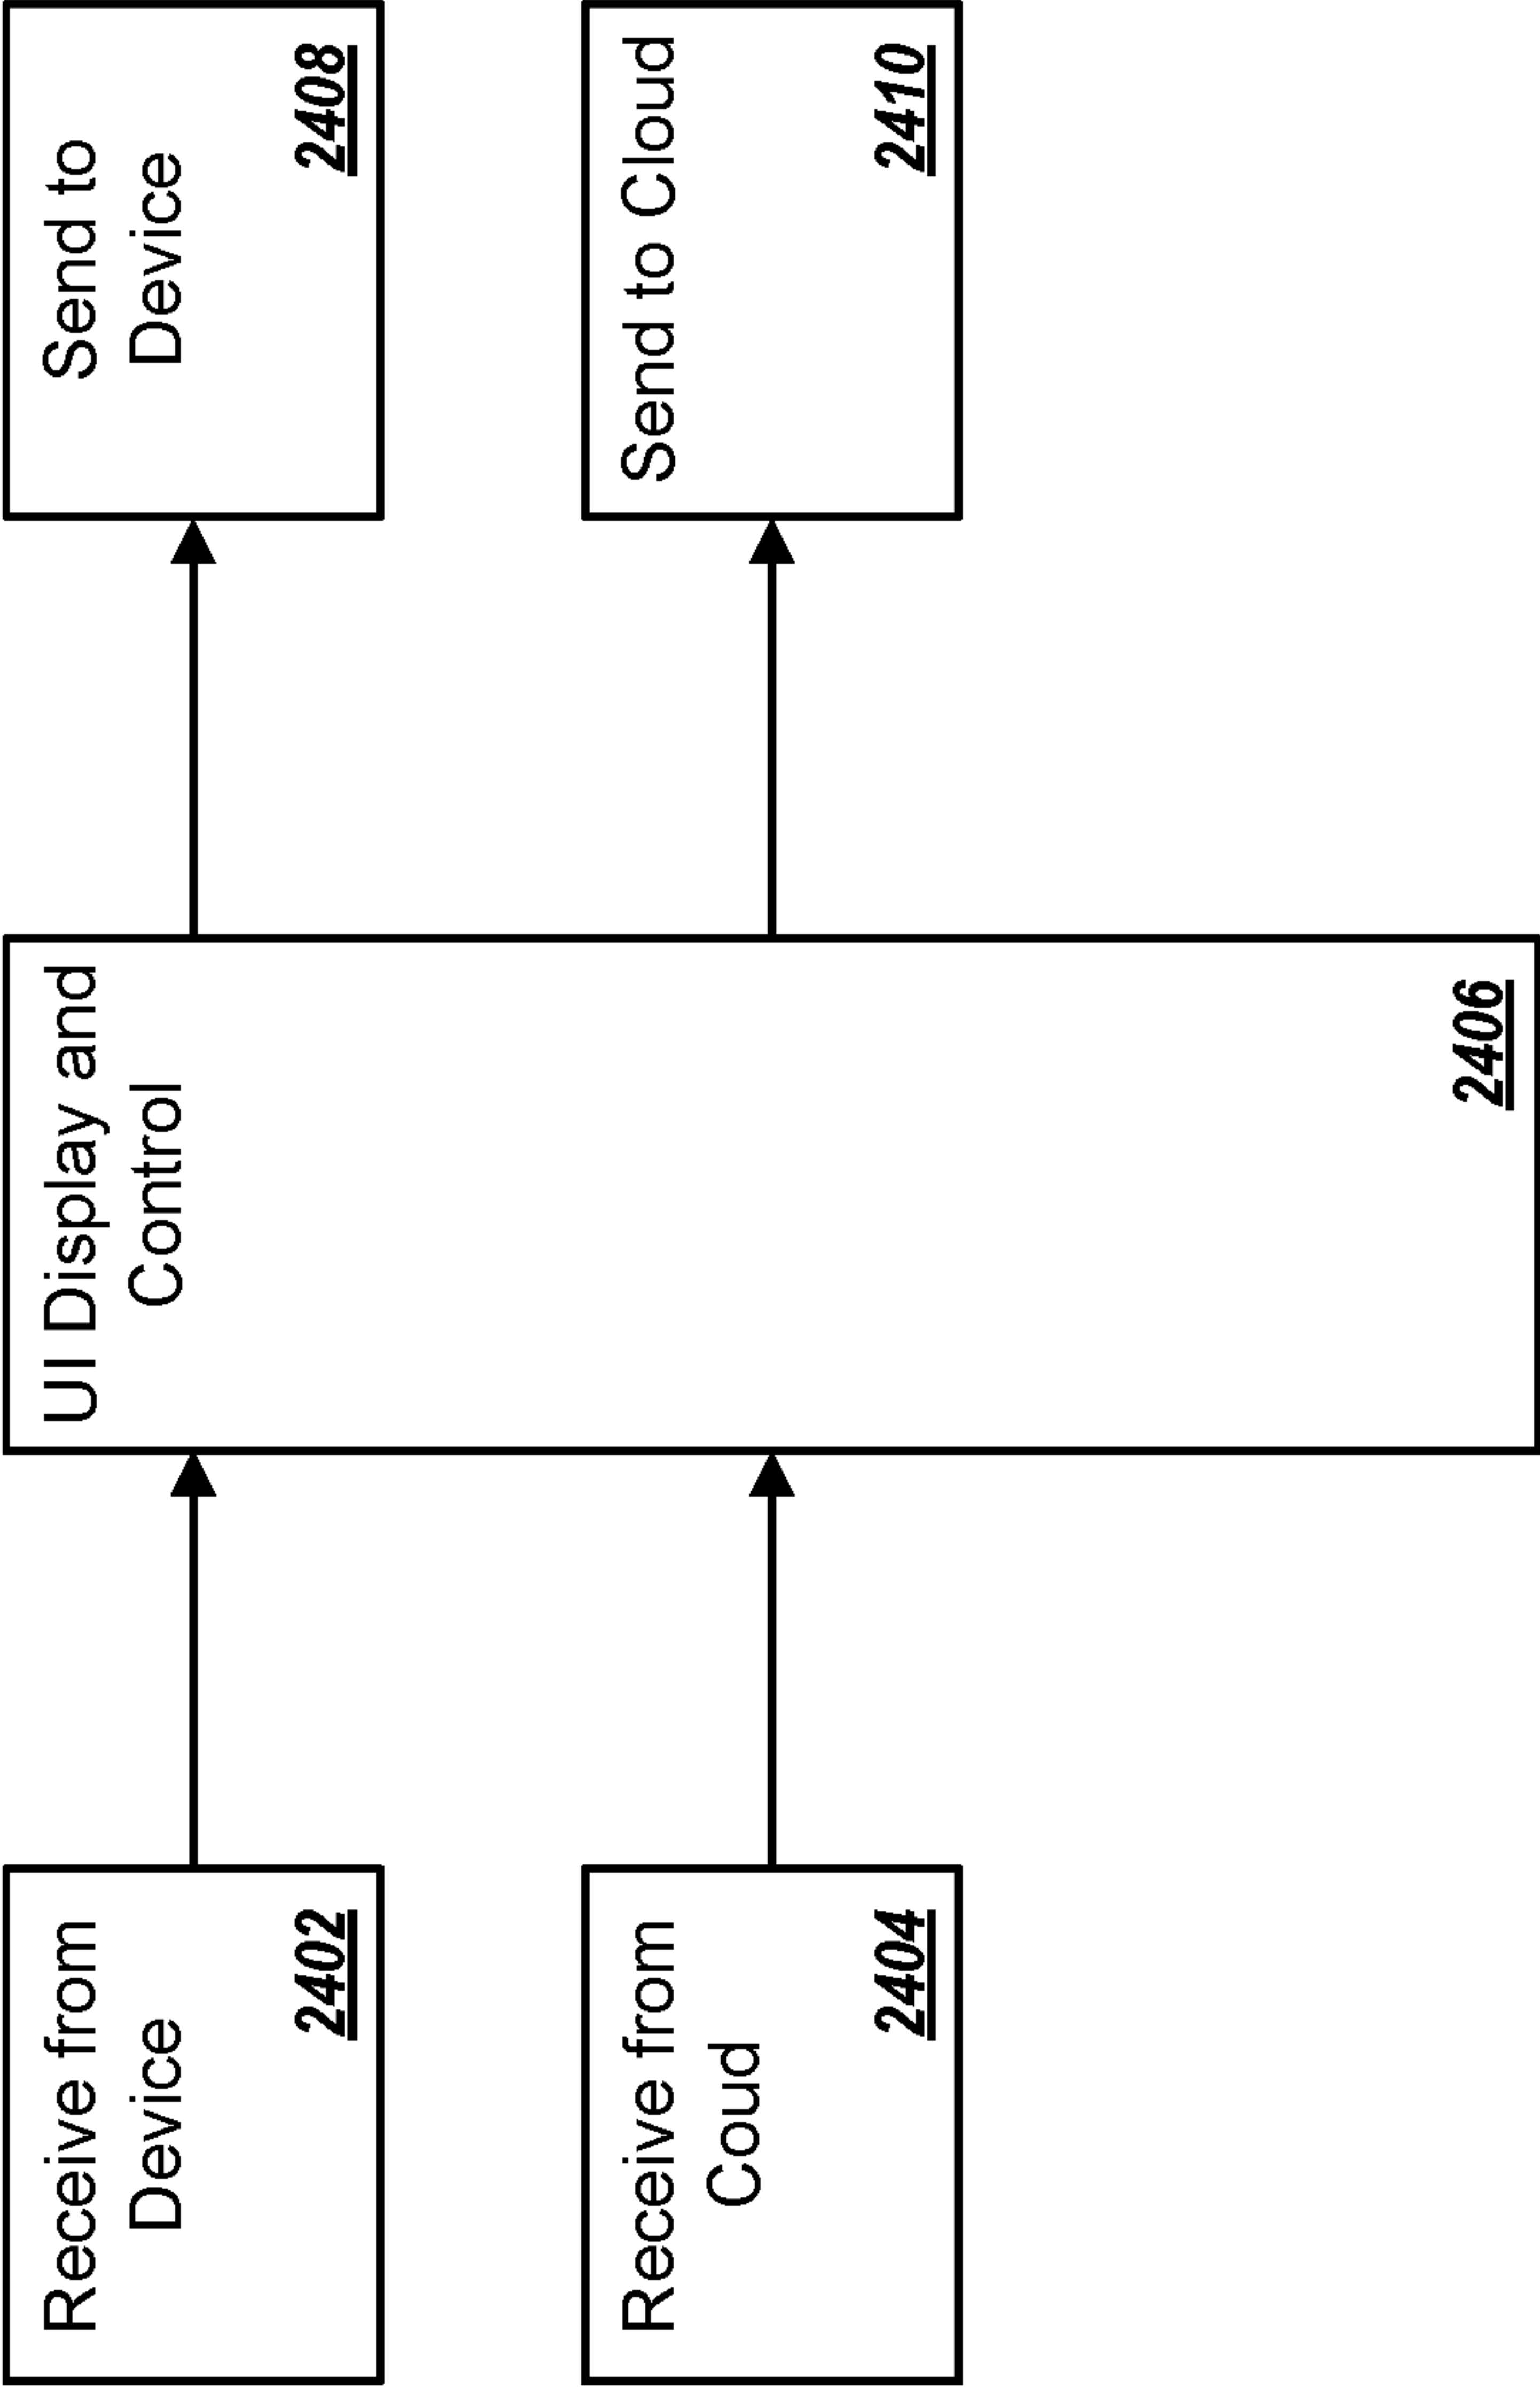 Receive from
Device
2402
Receive from
Coud
2404
UI Display and
Control
2406
Send to
Device
2408
Send to Cloud
2410